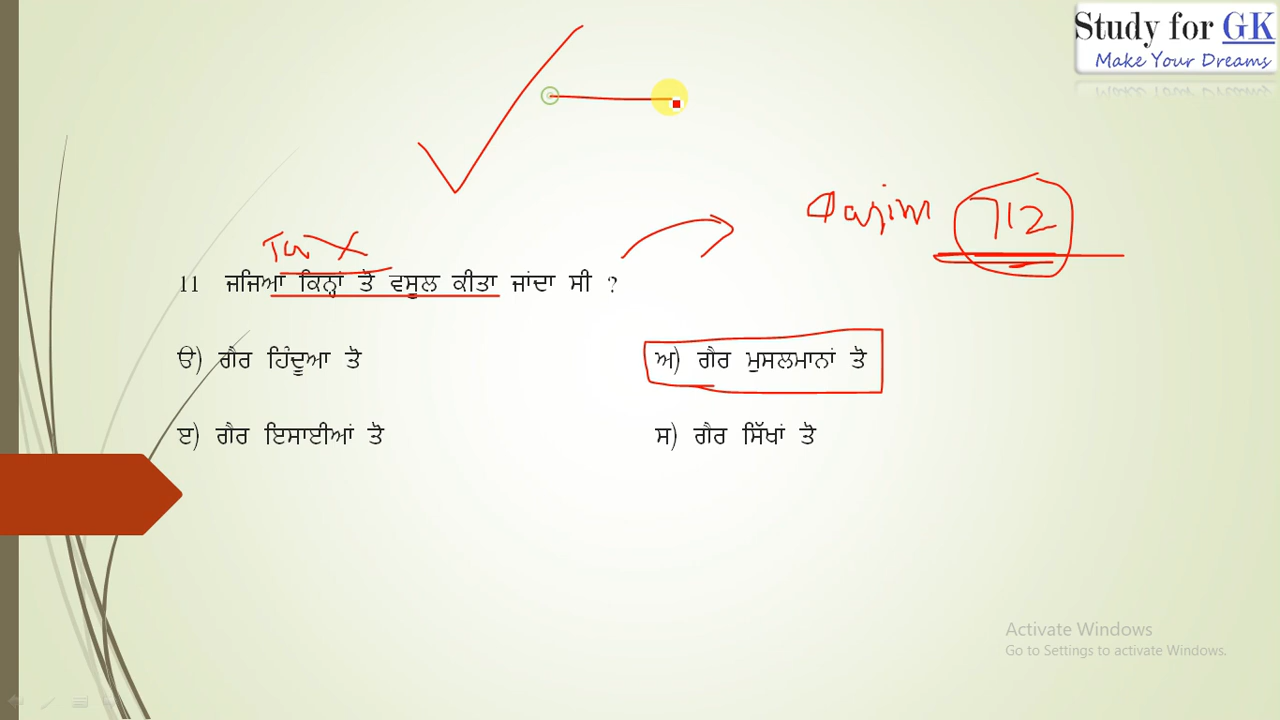 Study for GK
Make Your Dreams
712
Tax
11 ਜਜਿਆ ਕਿਨ੍ਹਾਂ ਤੋ ਵਸੂਲ ਕੀਤਾ ਜਾਂਦਾ ਸੀ ?
ੳ) ਗੈਰ ਹਿੰਦੂਆ ਤੋ
ਅ) ਗੈਰ ਮੁਸਲਮਾਨਾਂ ਤੋ
ੲ) ਗੈਰ ਇਸਾਈਆਂ ਤੋ
ਸ) ਗੈਰ ਸਿੱਖਾਂ ਤੋ
Activate Windows
Go to Settings to activate Windows.